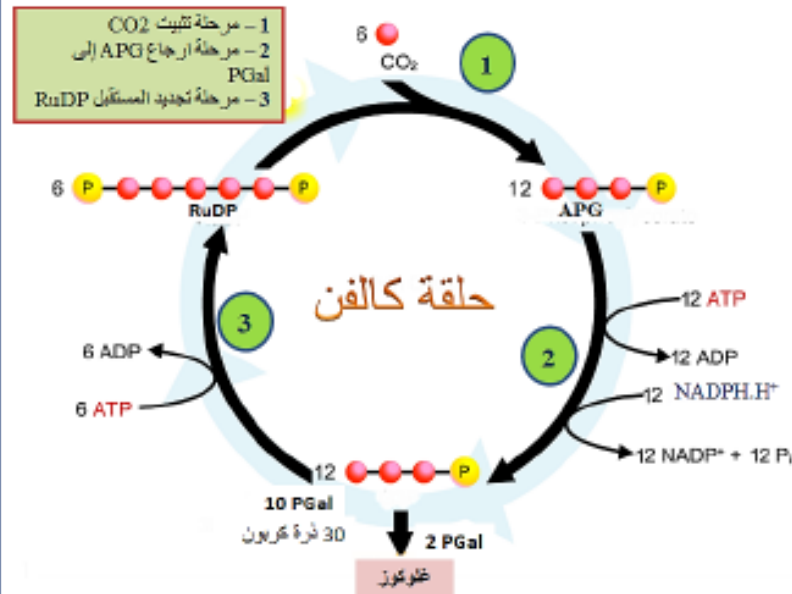 1 – مرحلة تثبيت CO2
2 – مرحلة ارجاع APG إلى
PGal
3 – مرحلة تجديد المستقبل RuDP
6
CO₂
1
6 P P
RuDP
12 P
APG
حلقة كالفن
3
2
12 ATP
12 ADP
12 NADPH.H⁺
12 NADP⁺ + 12 Pᵢ
6 ADP
6 ATP
12 P
10 PGal
30 ذرة كربون
2 PGal
غلوكوز